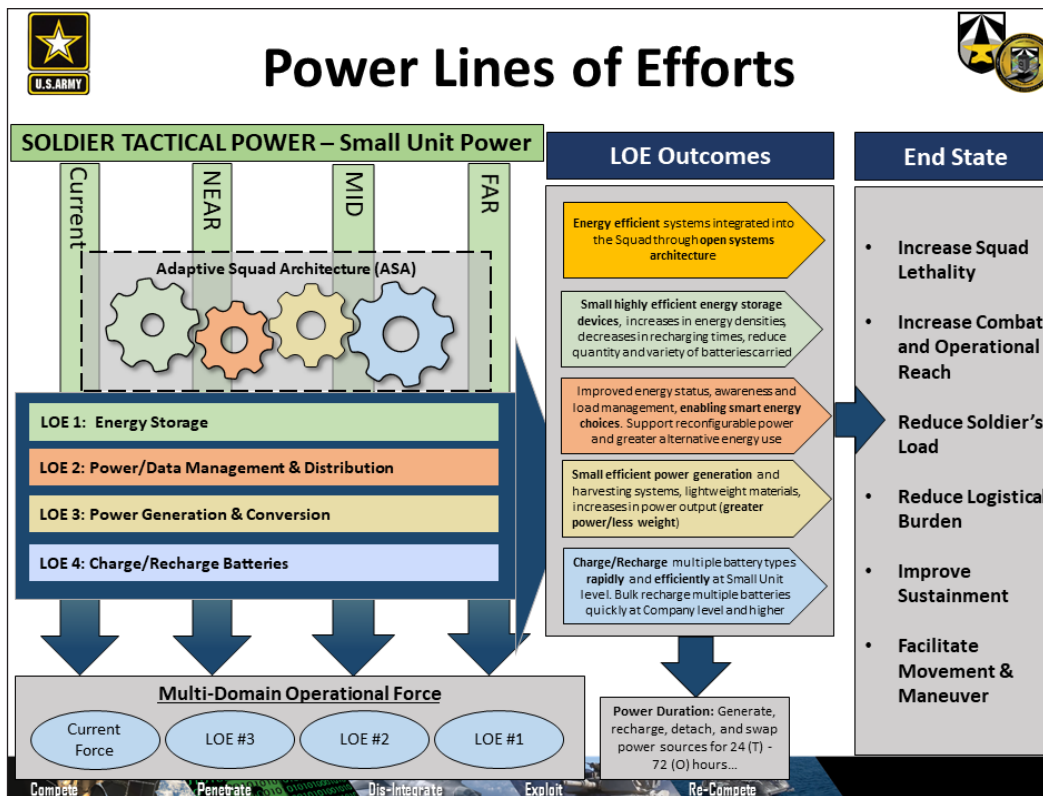 U.S.ARMY
Power Lines of Efforts
SOLDIER TACTICAL POWER – Small Unit Power
Current
NEAR
MID
FAR
Adaptive Squad Architecture (ASA)
LOE 1: Energy Storage
LOE 2: Power/Data Management & Distribution
LOE 3: Power Generation & Conversion
LOE 4: Charge/Recharge Batteries
Multi-Domain Operational Force
Current
Force
LOE #3
LOE #2
LOE #1
LOE Outcomes
Energy efficient systems integrated into
the Squad through open systems
architecture
Small highly efficient energy storage
devices, increases in energy densities,
decreases in recharging times, reduce
quantity and variety of batteries carried
Improved energy status, awareness and
load management, enabling smart energy
choices. Support reconfigurable power
and greater alternative energy use
Small efficient power generation and
harvesting systems, lightweight materials,
increases in power output (greater
power/less weight)
Charge/Recharge multiple battery types
rapidly and efficiently at Small Unit
level. Bulk recharge multiple batteries
quickly at Company level and higher
Power Duration: Generate,
recharge, detach, and swap
power sources for 24 (T) -
72 (O) hours...
End State
• Increase Squad
Lethality
• Increase Combat
and Operational
Reach
• Reduce Soldier's
Load
• Reduce Logistical
Burden
• Improve
Sustainment
• Facilitate
Movement &
Maneuver
Compete
Penetrate
Dis-Integrate
Exploit
Re-Compete